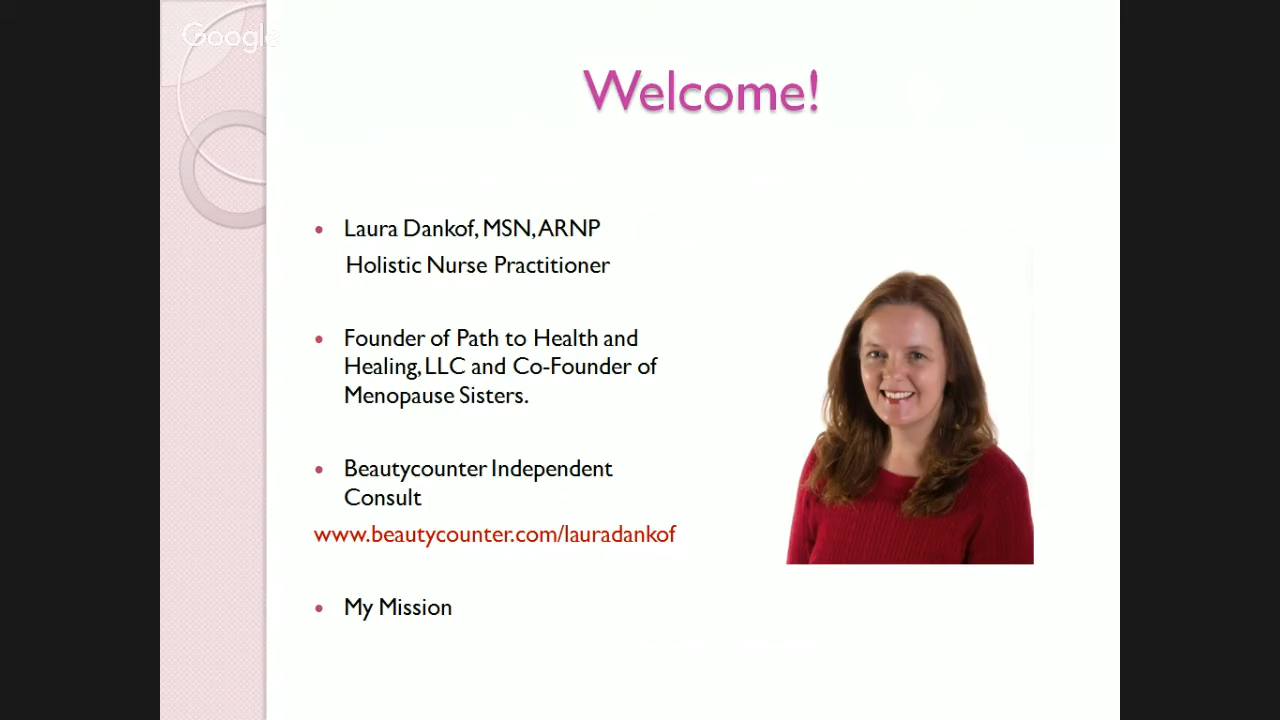 Google
Welcome!
Laura Dankof, MSN, ARNP
Holistic Nurse Practitioner
Founder of Path to Health and
Healing, LLC and Co-Founder of
Menopause Sisters.
Beautycounter Independent
Consult
www.beautycounter.com/lauradankof
My Mission